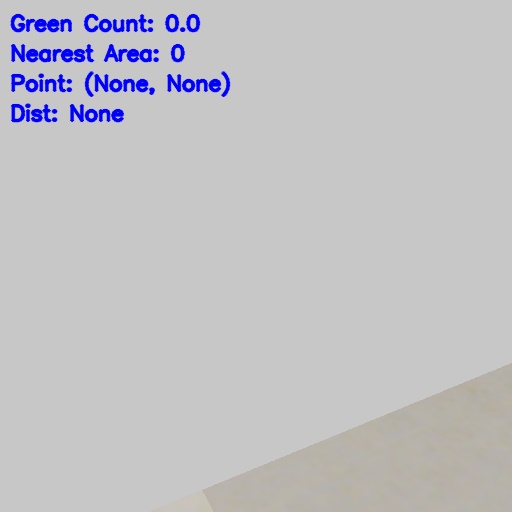 Green Count: 0.0
Nearest Area: 0
Point: (None, None)
Dist: None